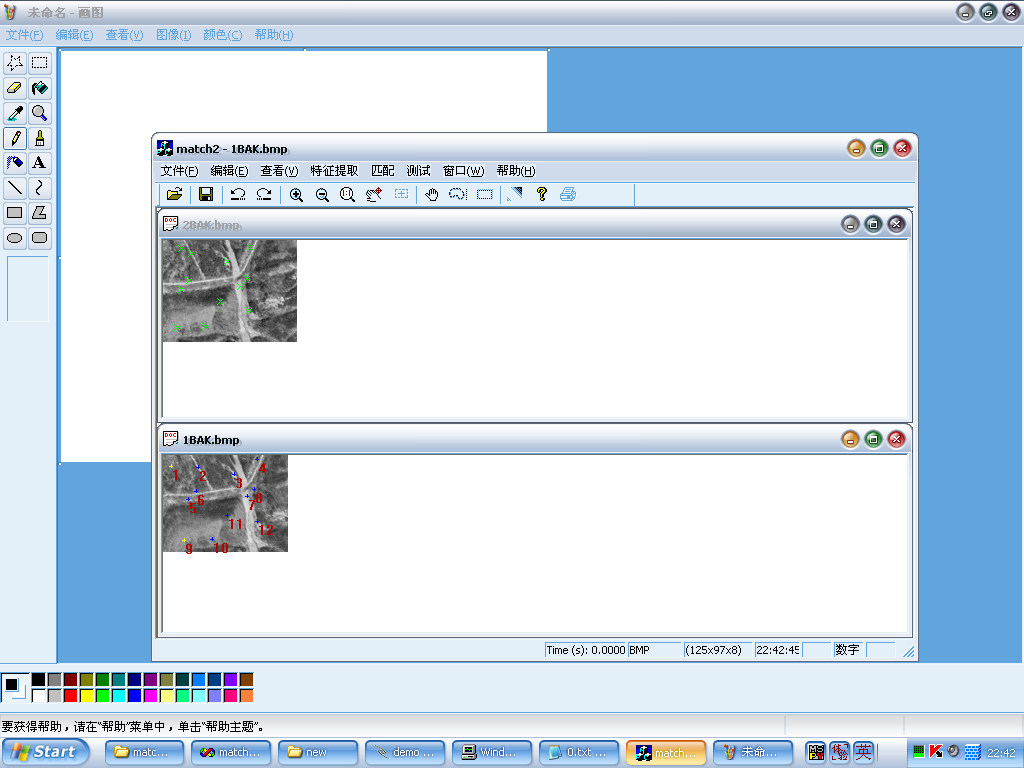 未命名 - 画图
文件(F) 编辑(E) 查看(V) 图像(I) 颜色(C) 帮助(H)
match2 - 1BAK.bmp
文件(F) 编辑(E) 查看(V) 特征提取 匹配 测试 窗口(W) 帮助(H)
2BAK.bmp
1BAK.bmp
1 2 3 4
5 6 7 8
9 10 11 12
Time (s): 0.0000 BMP (125x97x8) 22:42:45 数字
要获得帮助，请在“帮助”菜单中，单击“帮助主题”。
Start matc... match... new demo ... Wind... 0.txt ... match... 未命... 英 22:42